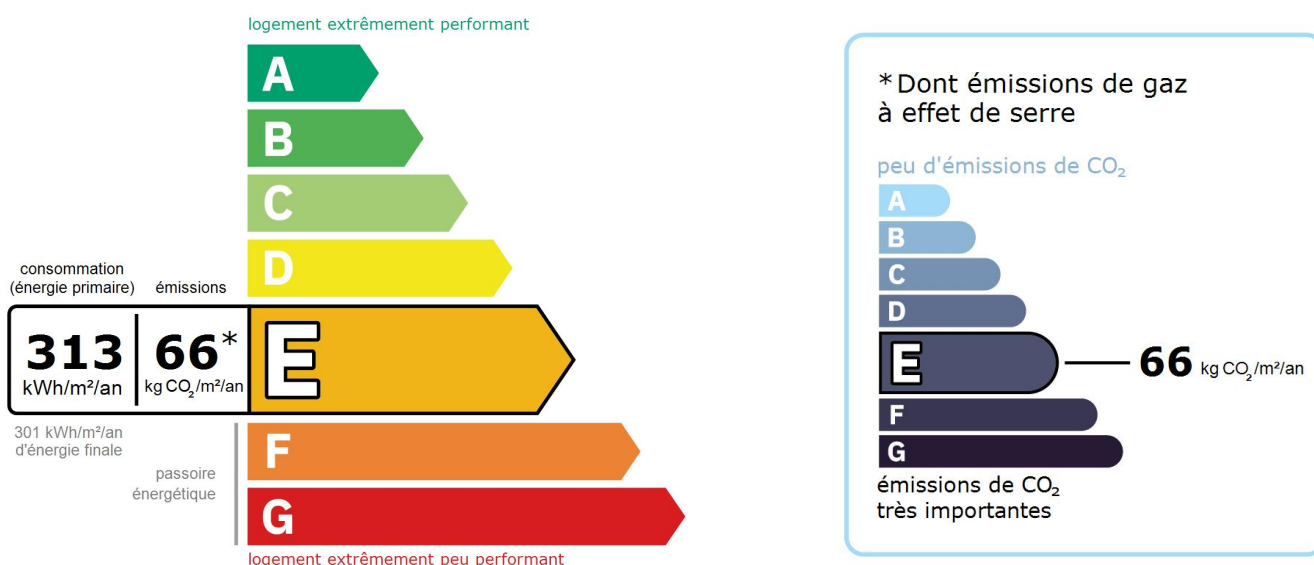 logement extrêmement performant
A
B
C
D
consommation
(énergie primaire)
émissions
313
kWh/m²/an
66*
kg CO₂/m²/an
E
301 kWh/m²/an
d'énergie finale
passoire
énergétique
F
G
logement extrêmement peu performant
*Dont émissions de gaz
à effet de serre
peu d'émissions de CO₂
A
B
C
D
E
66 kg CO₂/m²/an
F
G
émissions de CO₂
très importantes